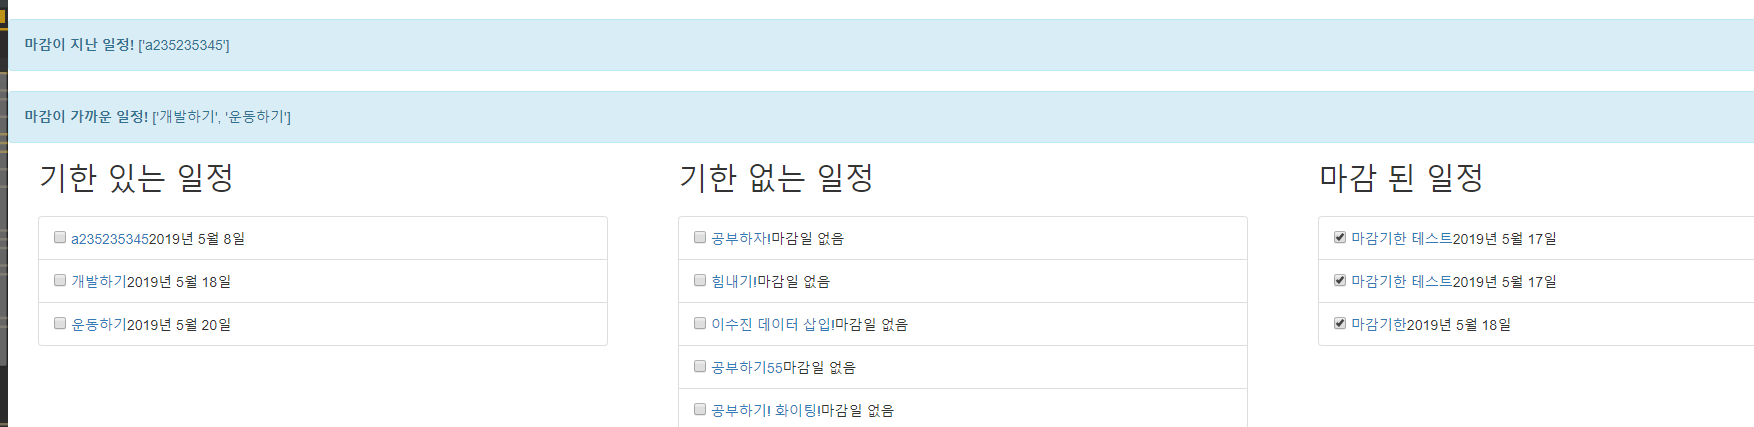 마감이 지난 일정! ['a235235345']
마감이 가까운 일정! ['개발하기', '운동하기']
기한 있는 일정
a2352353452019년 5월 8일
개발하기2019년 5월 18일
운동하기2019년 5월 20일
기한 없는 일정
공부하자!마감일 없음
힘내기!마감일 없음
이수진 데이터 삽입!마감일 없음
공부하기55마감일 없음
공부하기! 화이팅!마감일 없음
마감 된 일정
마감기한 테스트2019년 5월 17일
마감기한 테스트2019년 5월 17일
마감기한2019년 5월 18일